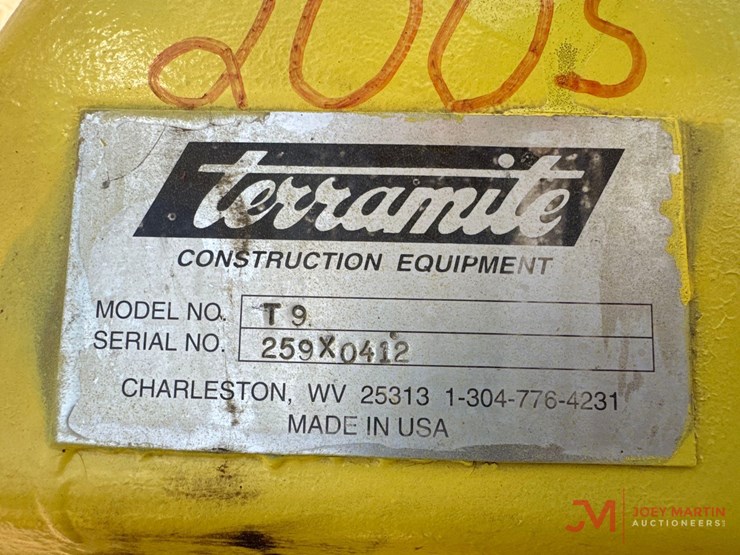 2005
terramite
CONSTRUCTION EQUIPMENT
MODEL NO. T9
SERIAL NO. 259X0412
CHARLESTON, WV 25313 1-304-776-4231
MADE IN USA
JM JOEY MARTIN
AUCTIONEERS